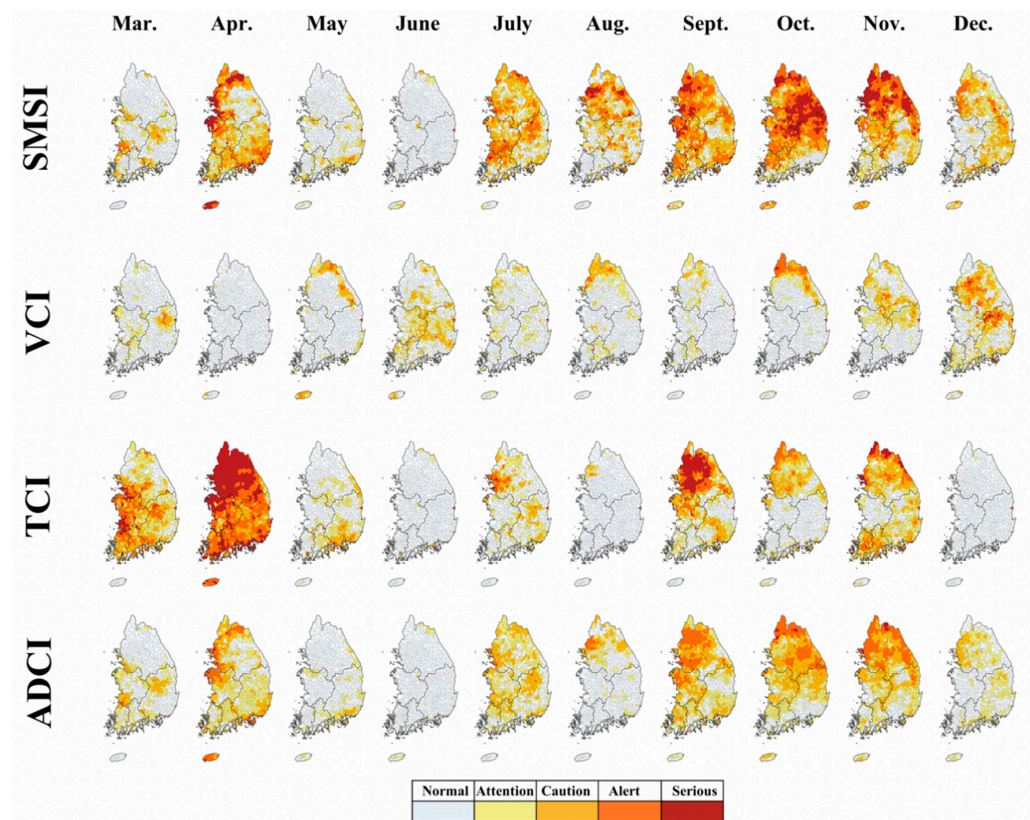 Mar. Apr. May June July Aug. Sept. Oct. Nov. Dec.
SMSI
VCI
TCI
ADCI
Normal Attention Caution Alert Serious